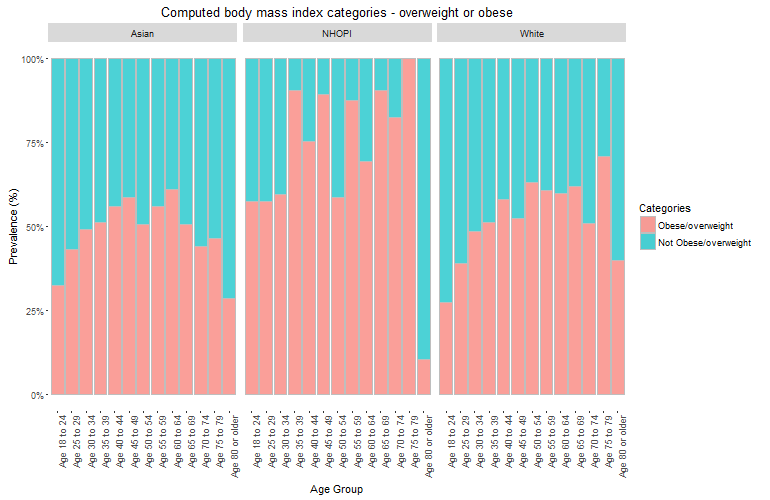 Computed body mass index categories - overweight or obese
Asian
NHOPI
White
100%
75%
50%
25%
0%
Prevalence (%)
Age 18 to 24
Age 25 to 29
Age 30 to 34
Age 35 to 39
Age 40 to 44
Age 45 to 49
Age 50 to 54
Age 55 to 59
Age 60 to 64
Age 65 to 69
Age 70 to 74
Age 75 to 79
Age 80 or older
Age 18 to 24
Age 25 to 29
Age 30 to 34
Age 35 to 39
Age 40 to 44
Age 45 to 49
Age 50 to 54
Age 55 to 59
Age 60 to 64
Age 65 to 69
Age 70 to 74
Age 75 to 79
Age 80 or older
Age 18 to 24
Age 25 to 29
Age 30 to 34
Age 35 to 39
Age 40 to 44
Age 45 to 49
Age 50 to 54
Age 55 to 59
Age 60 to 64
Age 65 to 69
Age 70 to 74
Age 75 to 79
Age 80 or older
Age Group
Categories
Obese/overweight
Not Obese/overweight